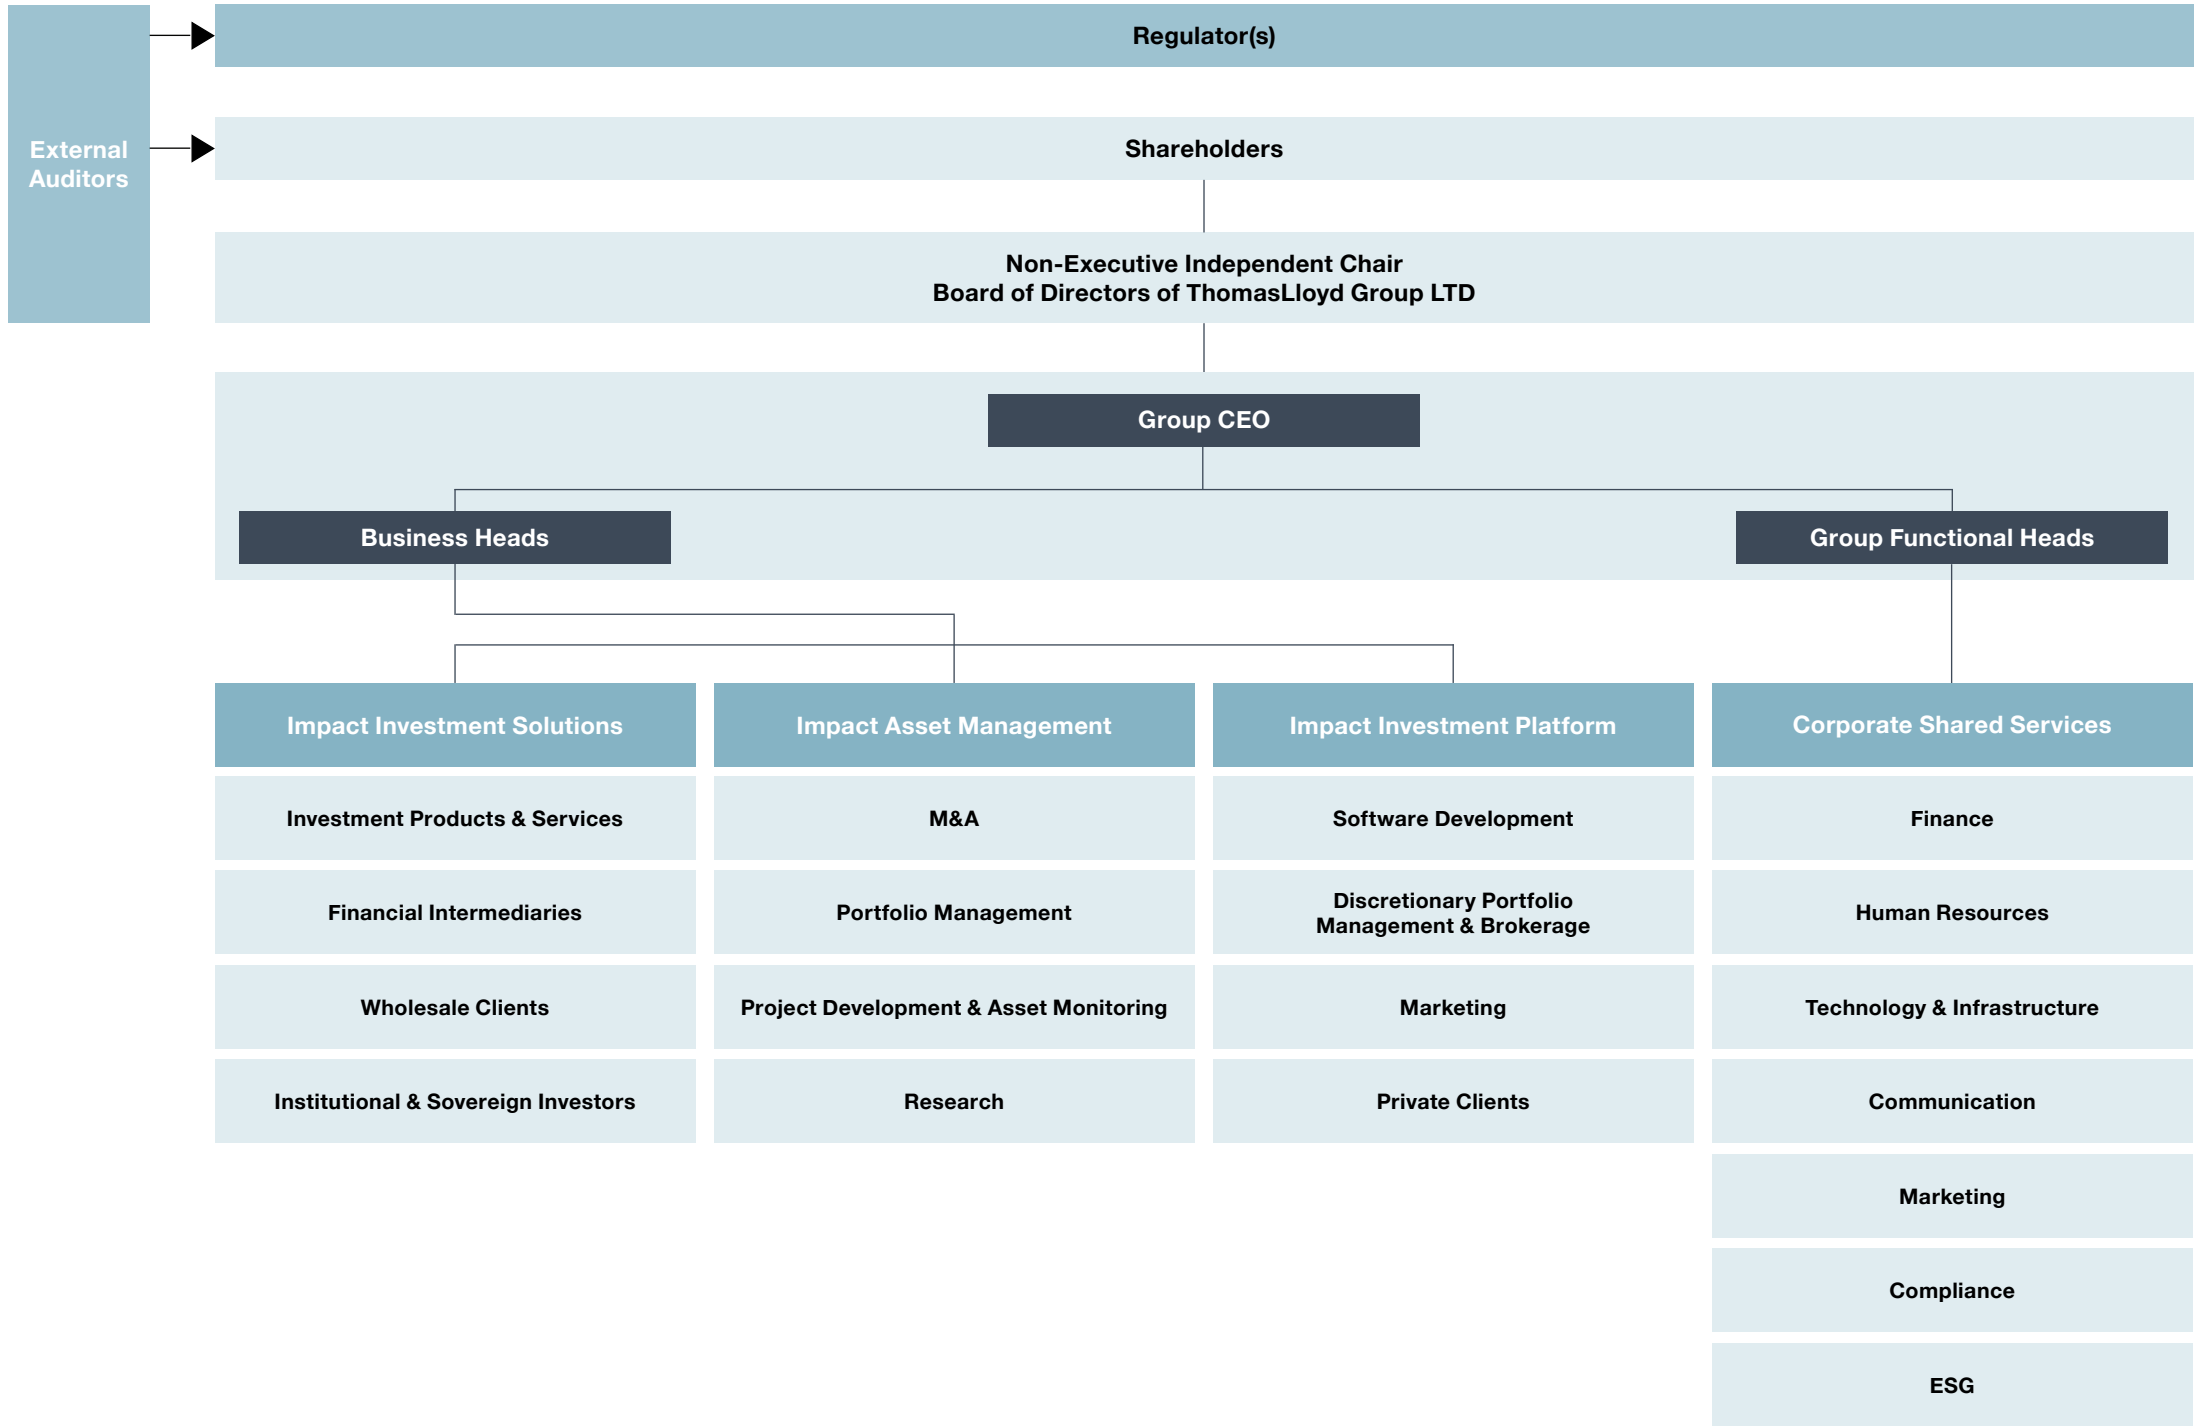 Regulator(s)
External
Auditors
Shareholders
Non-Executive Independent Chair
Board of Directors of ThomasLloyd Group LTD
Group CEO
Business Heads
Group Functional Heads
Impact Investment Solutions
Investment Products & Services
Financial Intermediaries
Wholesale Clients
Institutional & Sovereign Investors
Impact Asset Management
M&A
Portfolio Management
Project Development & Asset Monitoring
Research
Impact Investment Platform
Software Development
Discretionary Portfolio
Management & Brokerage
Marketing
Private Clients
Corporate Shared Services
Finance
Human Resources
Technology & Infrastructure
Communication
Marketing
Compliance
ESG